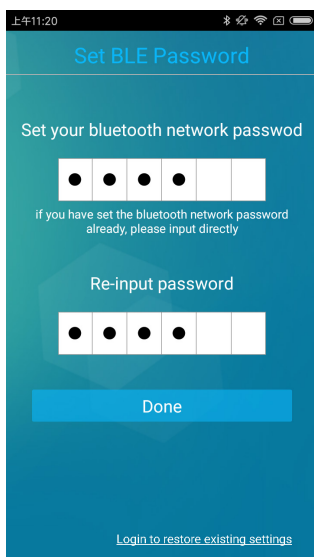 上午11:20
Set BLE Password
Set your bluetooth network passwod
if you have set the bluetooth network password
already, please input directly
Re-input password
Done
Login to restore existing settings